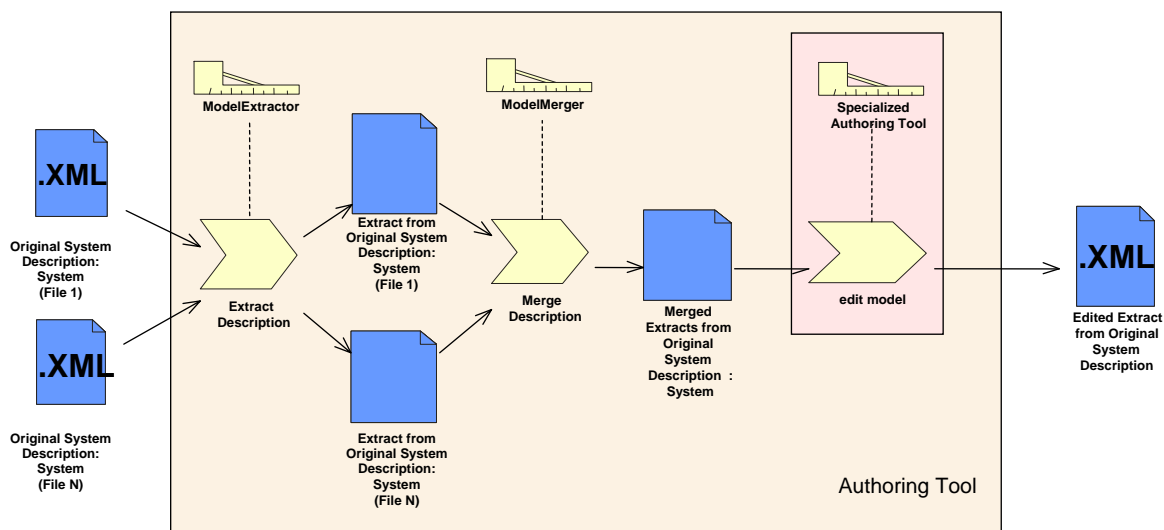 ModelExtractor
ModelMerger
Specialized
Authoring Tool
.XML
Original System
Description:
System
(File 1)
.XML
Original System
Description:
System
(File N)
Extract
Description
Extract from
Original System
Description:
System
(File 1)
Extract from
Original System
Description:
System
(File N)
Merge
Description
Merged
Extracts from
Original
System
Description :
System
edit model
.XML
Edited Extract
from Original
System
Description
Authoring Tool